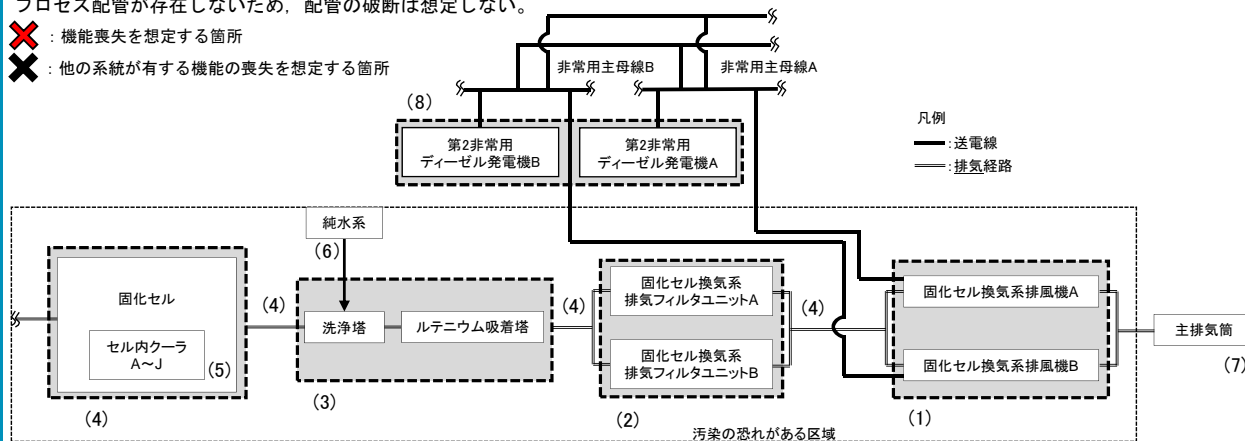 プロセス配管が存在しないため，配管の破断は想定しない。
：機能喪失を想定する箇所
：他の系統が有する機能の喪失を想定する箇所
非常用主母線B
非常用主母線A
(8)
第2非常用
ディーゼル発電機B
第2非常用
ディーゼル発電機A
凡例
:送電線
:排気経路
純水系
(6)
固化セル
セル内クーラ
A～J
(5)
(4)
(4)
洗浄塔
ルテニウム吸着塔
(3)
(4)
固化セル換気系
排気フィルタユニットA
固化セル換気系
排気フィルタユニットB
(2)
(4)
固化セル換気系排風機A
固化セル換気系排風機B
(1)
主排気筒
(7)
汚染の恐れがある区域